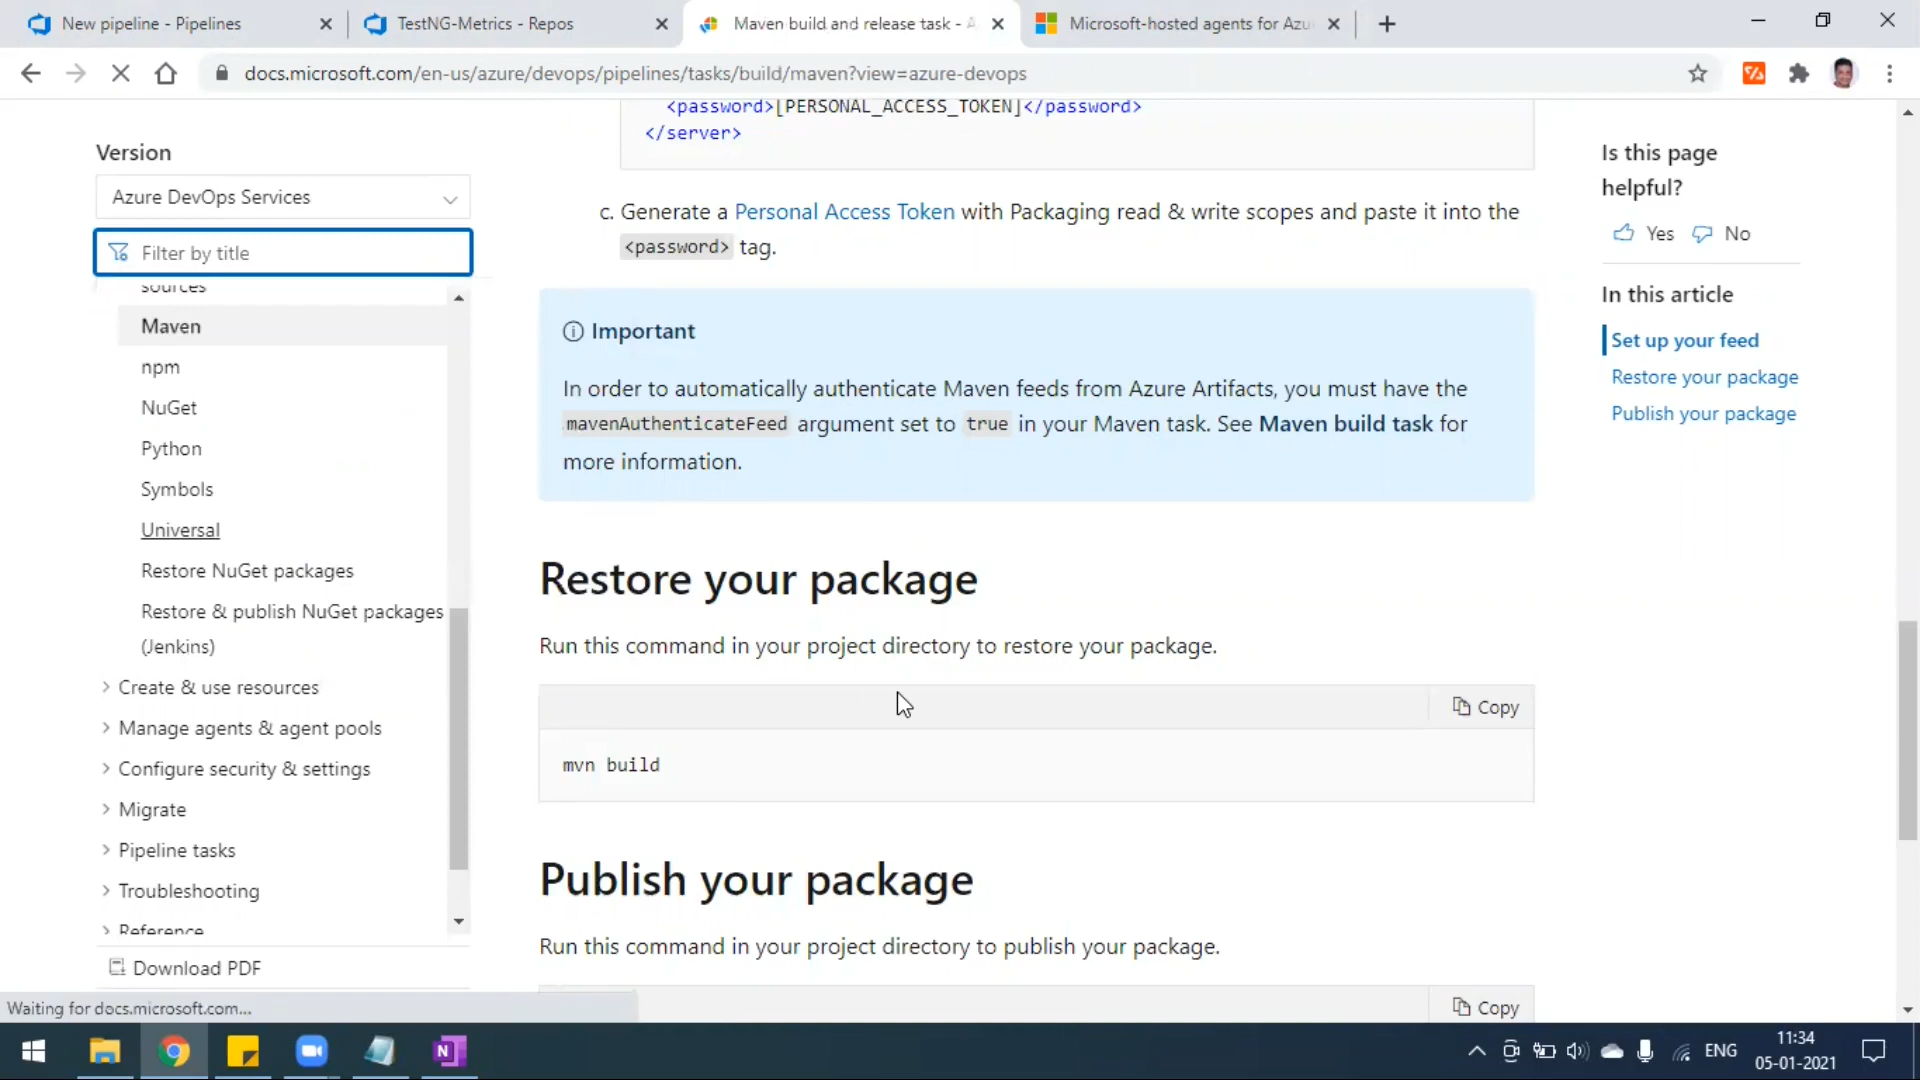 New pipeline - Pipelines
TestNG-Metrics - Repos
Maven build and release task - A
Microsoft-hosted agents for Azu
docs.microsoft.com/en-us/azure/devops/pipelines/tasks/build/maven?view=azure-devops
Version
Azure DevOps Services
Filter by title
sources
Maven
npm
NuGet
Python
Symbols
Universal
Restore NuGet packages
Restore & publish NuGet packages
(Jenkins)
Create & use resources
Manage agents & agent pools
Configure security & settings
Migrate
Pipeline tasks
Troubleshooting
Reference
Download PDF
<password>[PERSONAL_ACCESS_TOKEN]</password>
</server>
c. Generate a Personal Access Token with Packaging read & write scopes and paste it into the
<password> tag.
Important
In order to automatically authenticate Maven feeds from Azure Artifacts, you must have the
mavenAuthenticateFeed argument set to true in your Maven task. See Maven build task for
more information.
Restore your package
Run this command in your project directory to restore your package.
Copy
mvn build
Publish your package
Run this command in your project directory to publish your package.
Copy
Is this page
helpful?
Yes No
In this article
Set up your feed
Restore your package
Publish your package
Waiting for docs.microsoft.com...
N
ENG
11:34
05-01-2021